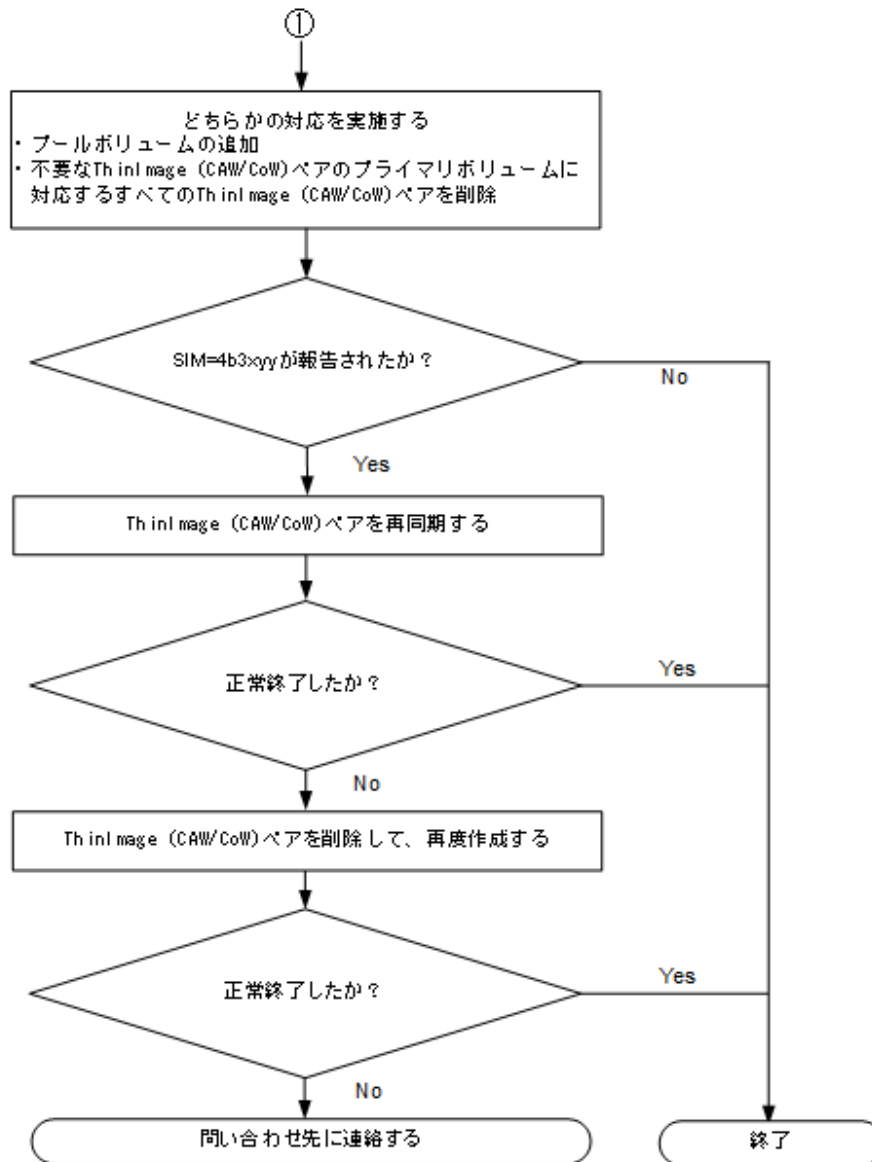 ①
どちらかの対応を実施する
・プールボリュームの追加
・不要なThinImage (CAW/CoW)ペアのプライマリボリュームに
対応するすべてのThinImage (CAW/CoW)ペアを削除
SIM=4b3xyyが報告されたか？
No
Yes
ThinImage (CAW/CoW)ペアを再同期する
正常終了したか？
Yes
No
ThinImage (CAW/CoW)ペアを削除して、再度作成する
正常終了したか？
Yes
No
問い合わせ先に連絡する
終了